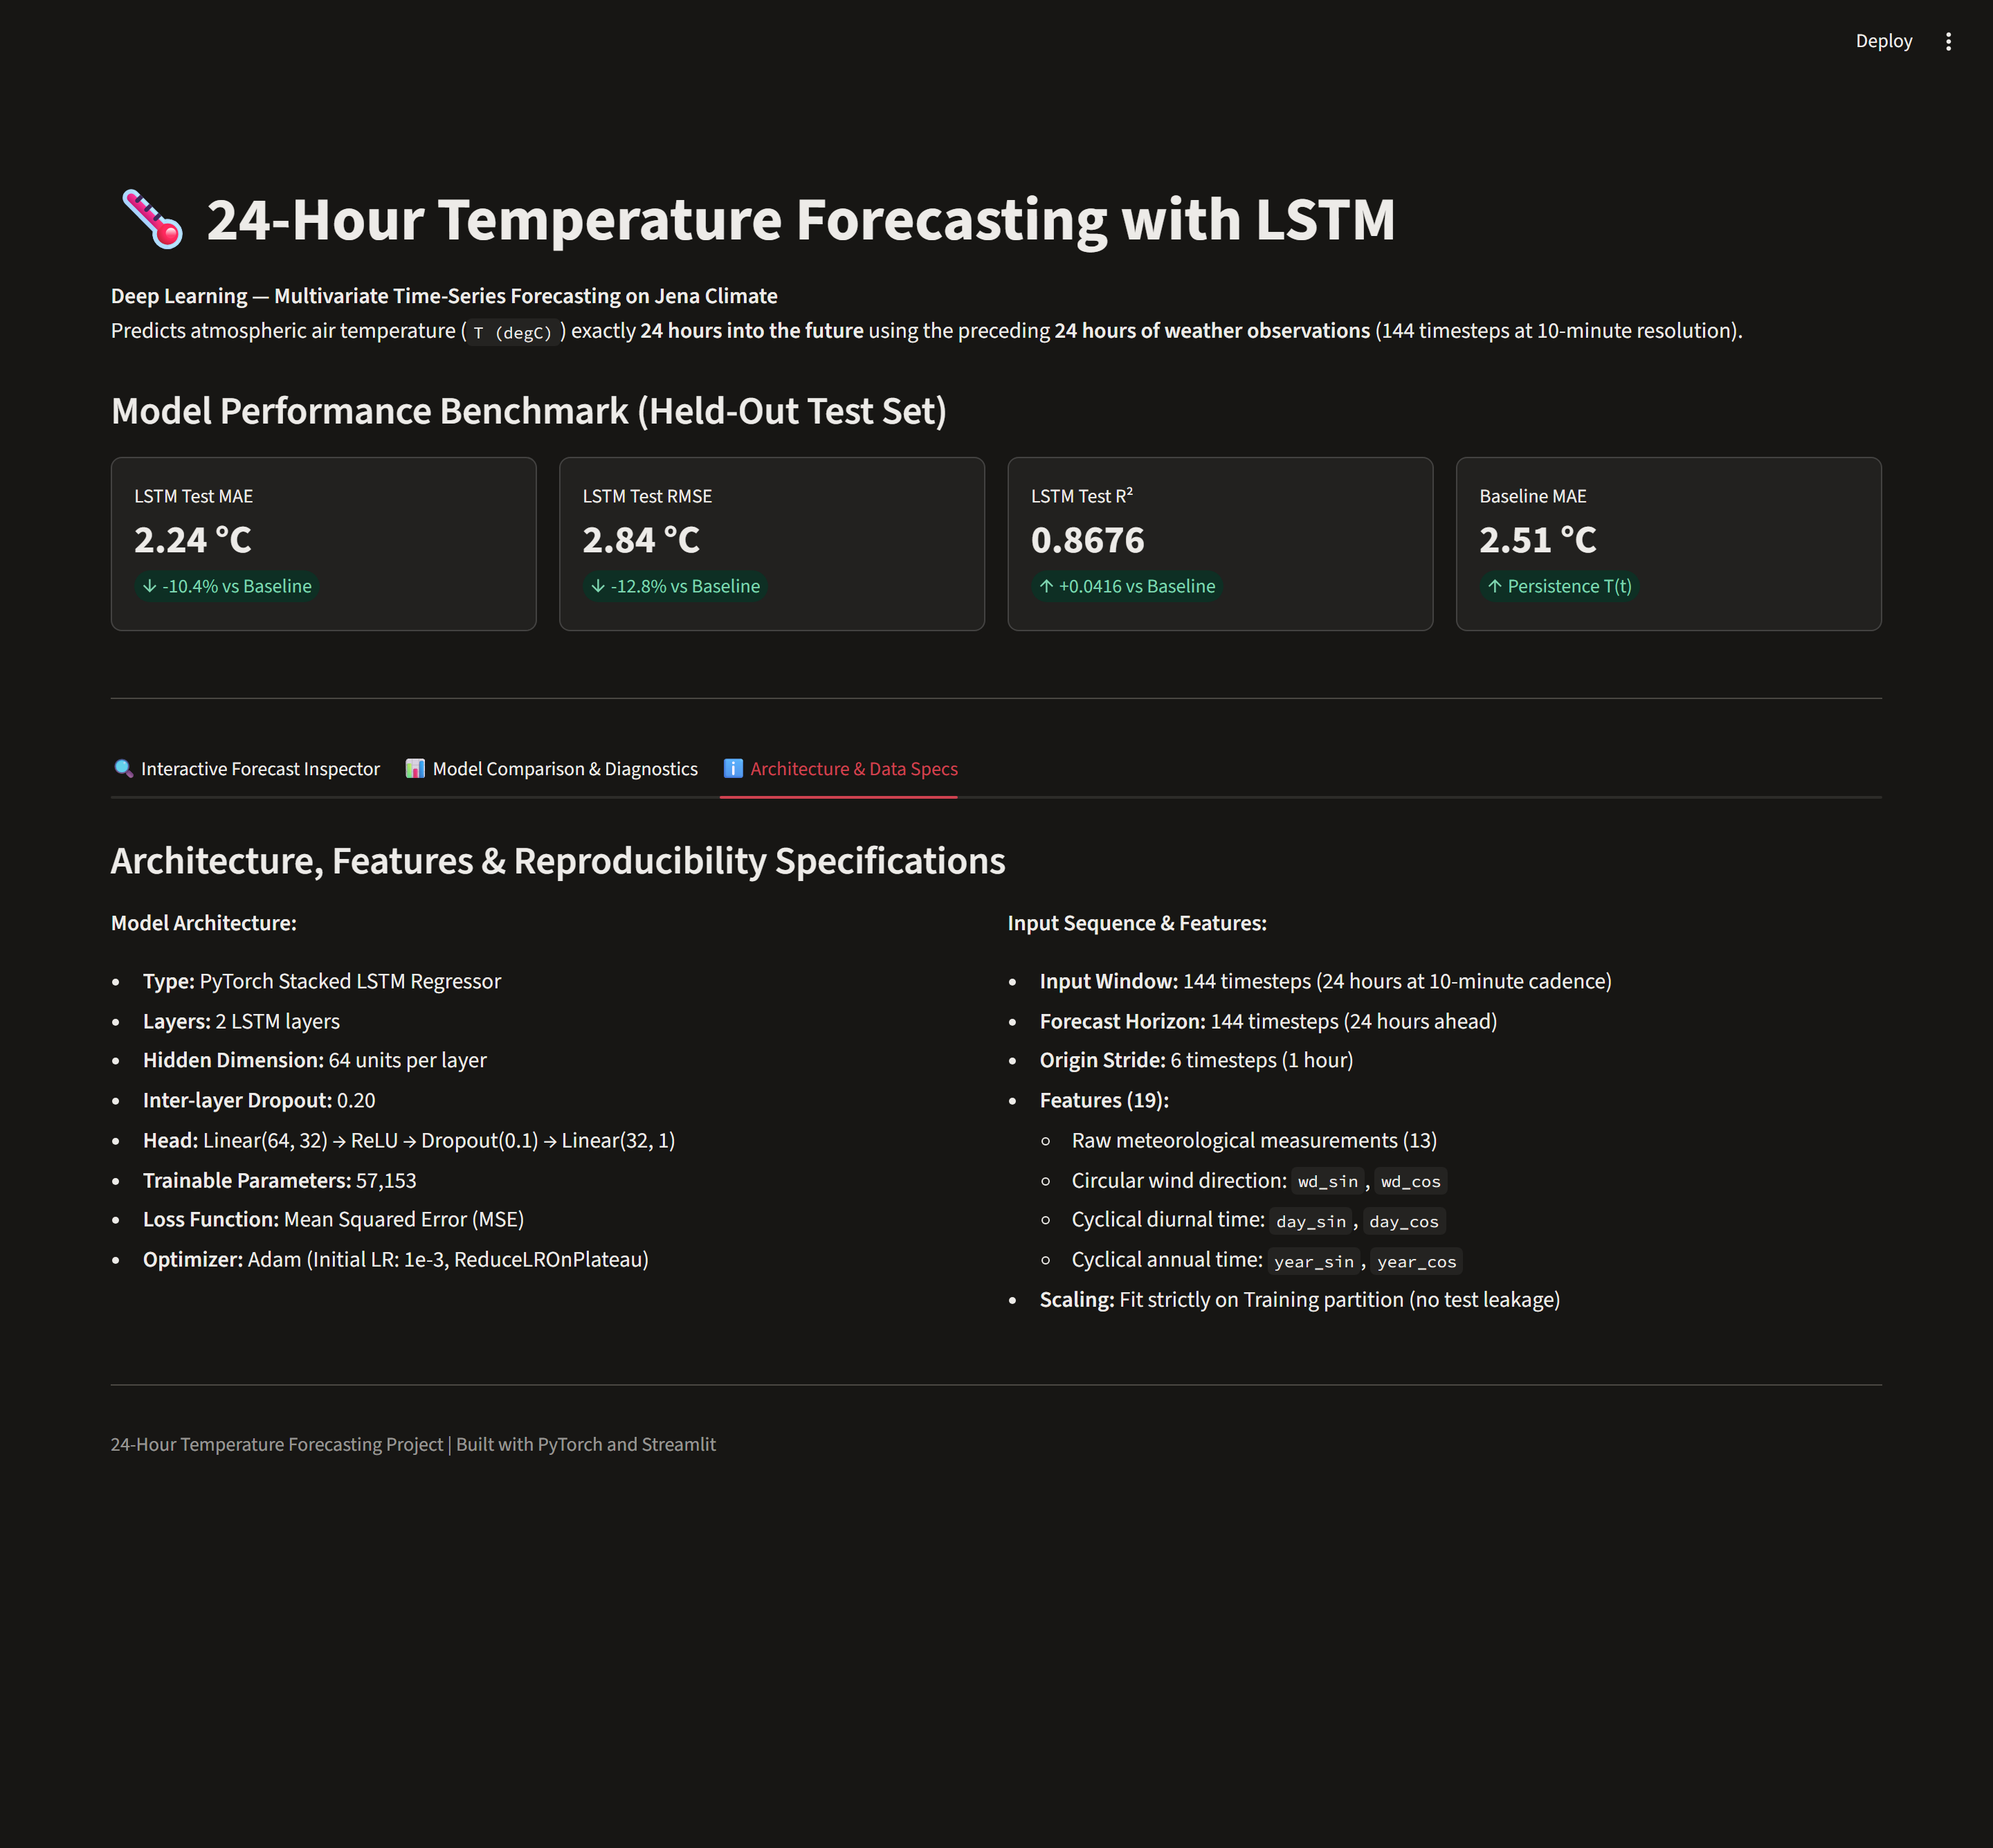 Deploy
24-Hour Temperature Forecasting with LSTM
Deep Learning — Multivariate Time-Series Forecasting on Jena Climate
Predicts atmospheric air temperature ( T (degC) ) exactly 24 hours into the future using the preceding 24 hours of weather observations (144 timesteps at 10-minute resolution).
Model Performance Benchmark (Held-Out Test Set)
LSTM Test MAE
2.24 °C
↓ -10.4% vs Baseline
LSTM Test RMSE
2.84 °C
↓ -12.8% vs Baseline
LSTM Test R²
0.8676
↑ +0.0416 vs Baseline
Baseline MAE
2.51 °C
↑ Persistence T(t)
Interactive Forecast Inspector
Model Comparison & Diagnostics
Architecture & Data Specs
Architecture, Features & Reproducibility Specifications
Model Architecture:
• Type: PyTorch Stacked LSTM Regressor
• Layers: 2 LSTM layers
• Hidden Dimension: 64 units per layer
• Inter-layer Dropout: 0.20
• Head: Linear(64, 32) → ReLU → Dropout(0.1) → Linear(32, 1)
• Trainable Parameters: 57,153
• Loss Function: Mean Squared Error (MSE)
• Optimizer: Adam (Initial LR: 1e-3, ReduceLROnPlateau)
Input Sequence & Features:
• Input Window: 144 timesteps (24 hours at 10-minute cadence)
• Forecast Horizon: 144 timesteps (24 hours ahead)
• Origin Stride: 6 timesteps (1 hour)
• Features (19):
◦ Raw meteorological measurements (13)
◦ Circular wind direction: wd_sin , wd_cos
◦ Cyclical diurnal time: day_sin , day_cos
◦ Cyclical annual time: year_sin , year_cos
• Scaling: Fit strictly on Training partition (no test leakage)
24-Hour Temperature Forecasting Project | Built with PyTorch and Streamlit